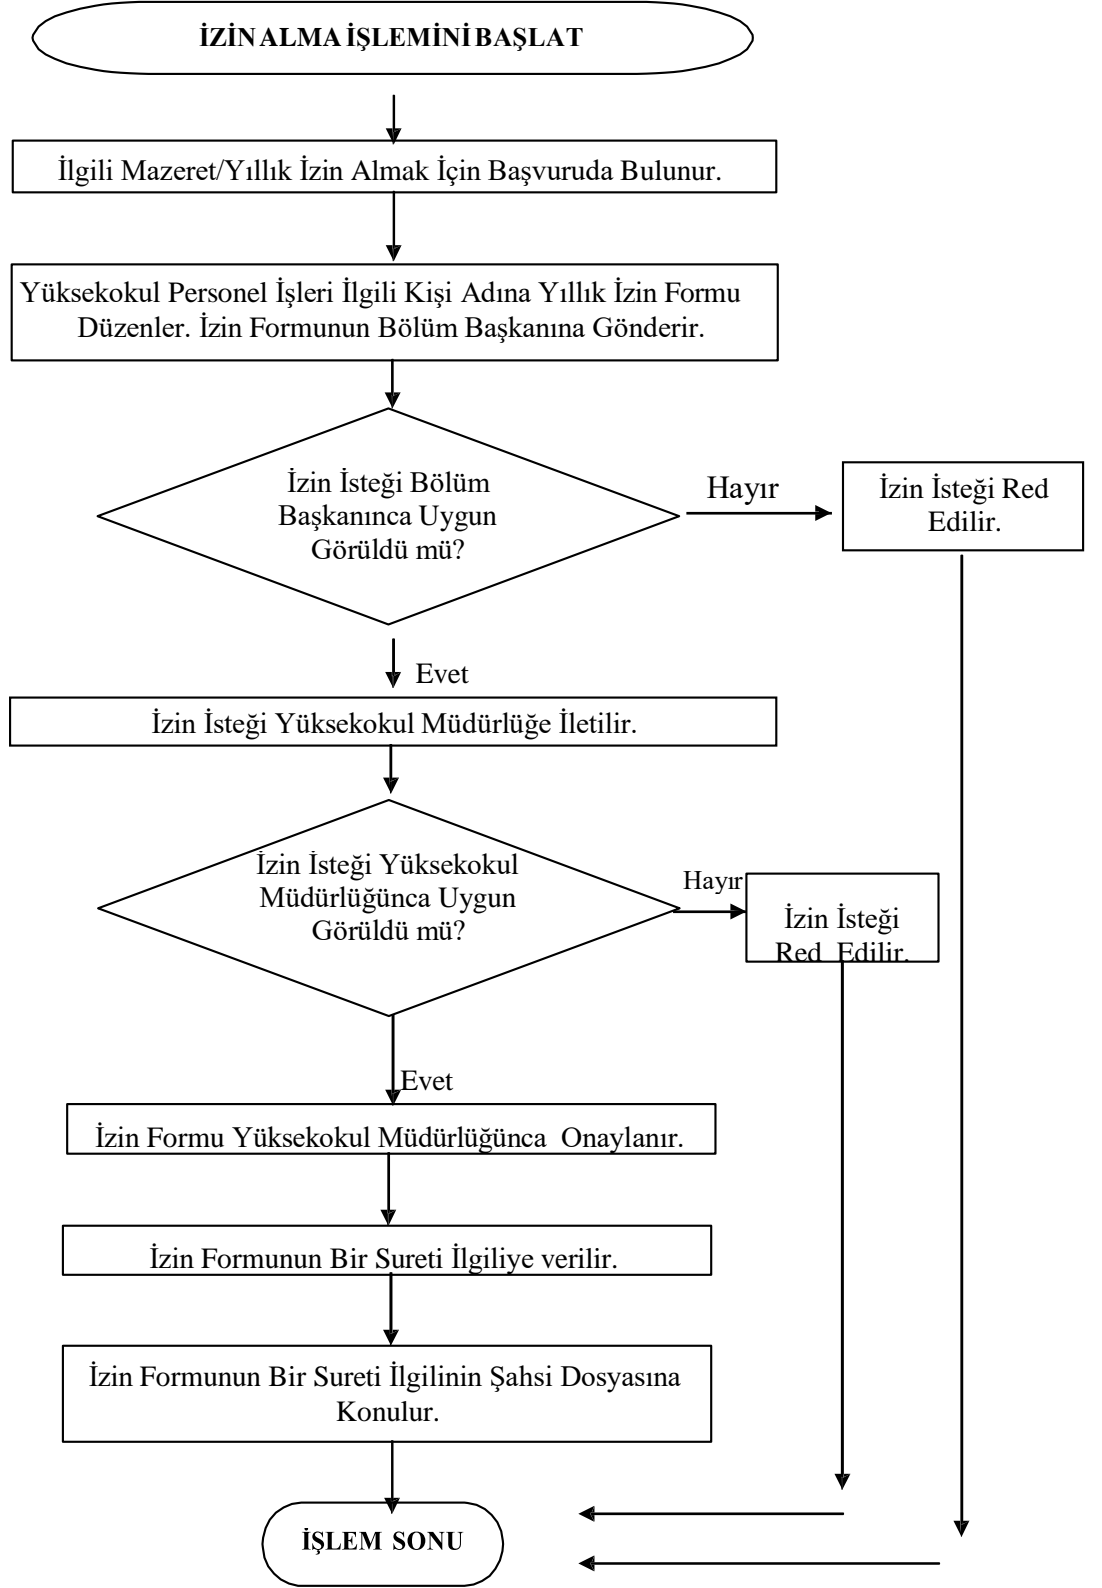 İZİN ALMA İŞLEMİNİ BAŞLAT
İlgili Mazeret/Yıllık İzin Almak İçin Başvuruda Bulunur.
Yüksekokul Personel İşleri İlgili Kişi Adına Yıllık İzin Formu
Düzenler. İzin Formunun Bölüm Başkanına Gönderir.
İzin İsteği Bölüm
Başkanınca Uygun
Görüldü mü?
Hayır
İzin İsteği Red
Edilir.
Evet
İzin İsteği Yüksekokul Müdürlüğe İletilir.
İzin İsteği Yüksekokul
Müdürlüğünca Uygun
Görüldü mü?
Hayır
İzin İsteği
Red Edilir.
Evet
İzin Formu Yüksekokul Müdürlüğünca Onaylanır.
İzin Formunun Bir Sureti İlgiliye verilir.
İzin Formunun Bir Sureti İlgilinin Şahsi Dosyasına
Konulur.
İŞLEM SONU